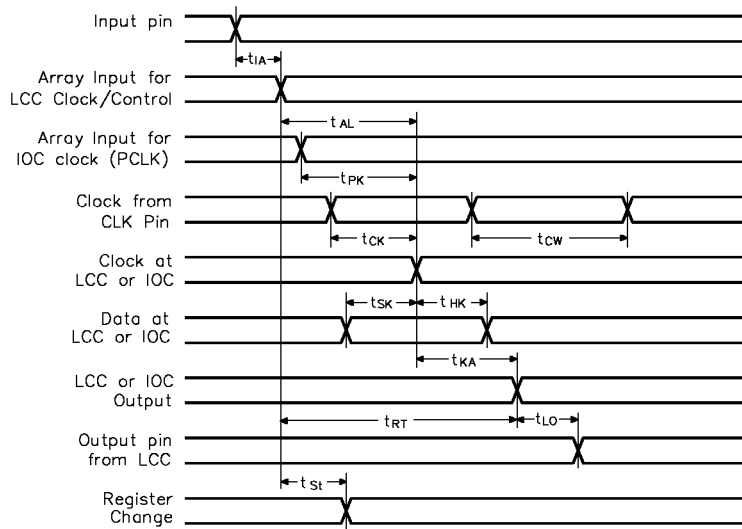 Input pin
tIA
Array Input for
LCC Clock/Control
tAL
Array Input for
IOC clock (PCLK)
tPK
Clock from
CLK Pin
tCK
tCW
Clock at
LCC or IOC
tSK
tHK
Data at
LCC or IOC
tKA
LCC or IOC
Output
tRT
tLO
Output pin
from LCC
tSt
Register
Change